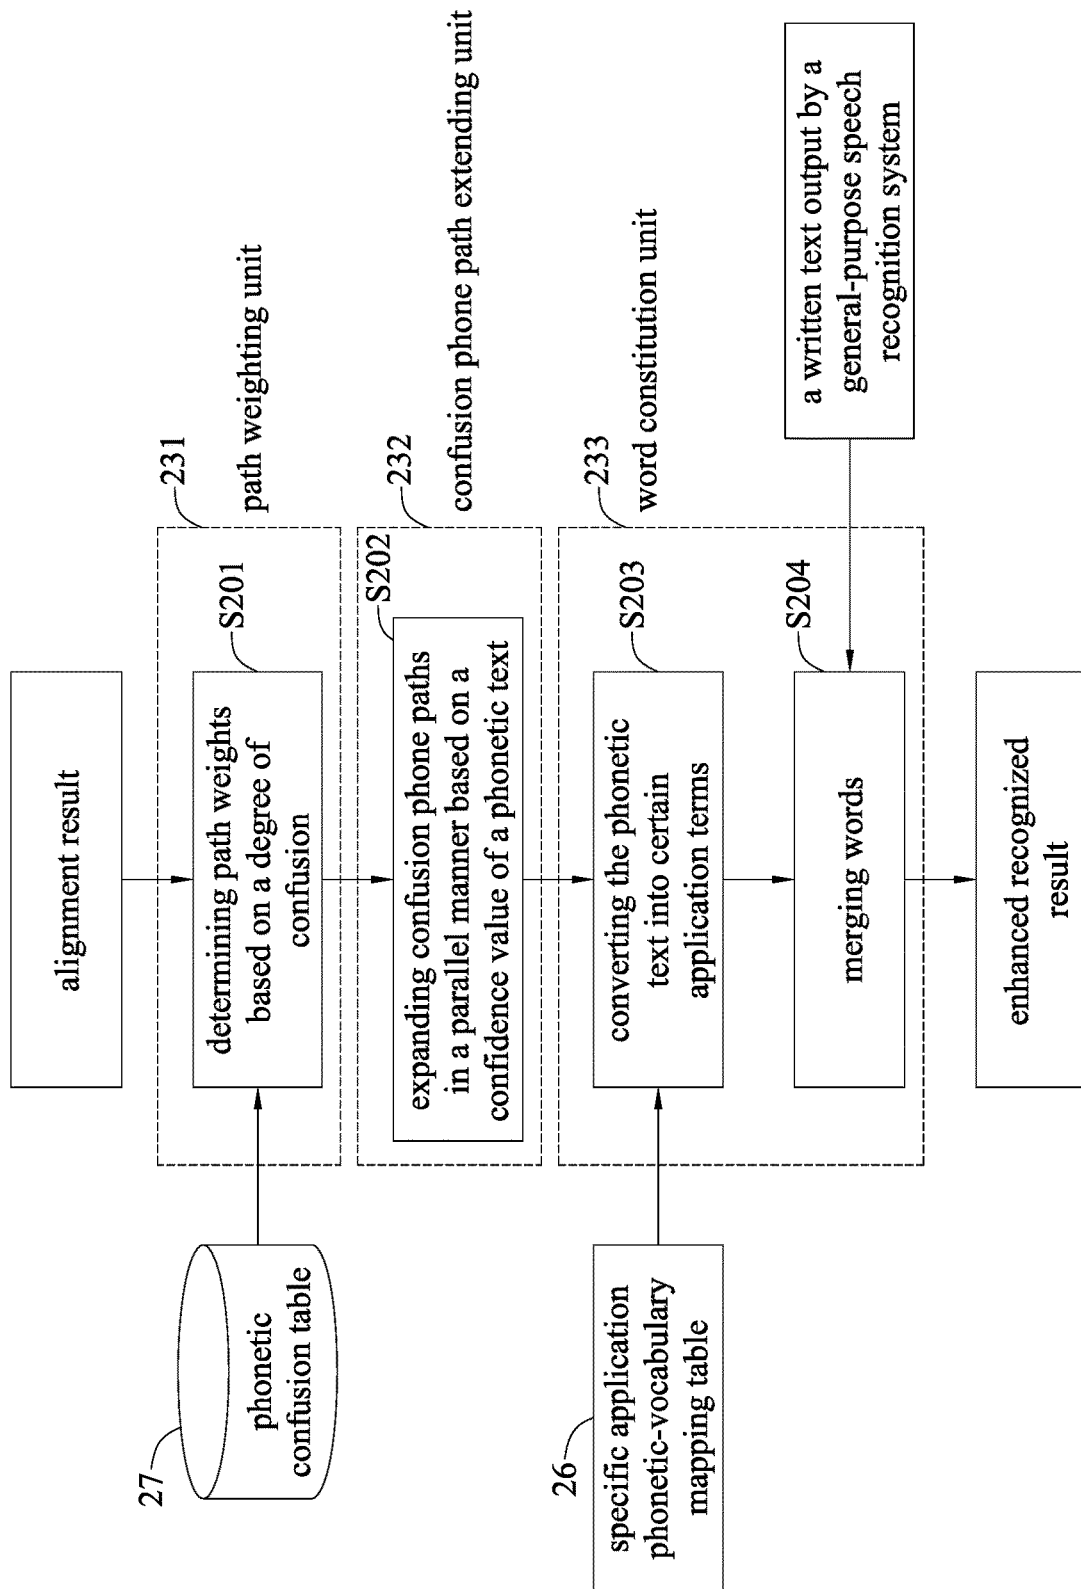 alignment result
231
path weighting unit
S201
determining path weights
based on a degree of
confusion
27
phonetic
confusion table
232
confusion phone path extending unit
S202
expanding confusion phone paths
in a parallel manner based on a
confidence value of a phonetic text
233
word constitution unit
S203
converting the phonetic
text into certain
application terms
26
specific application
phonetic-vocabulary
mapping table
S204
merging words
a written text output by a
general-purpose speech
recognition system
enhanced recognized
result